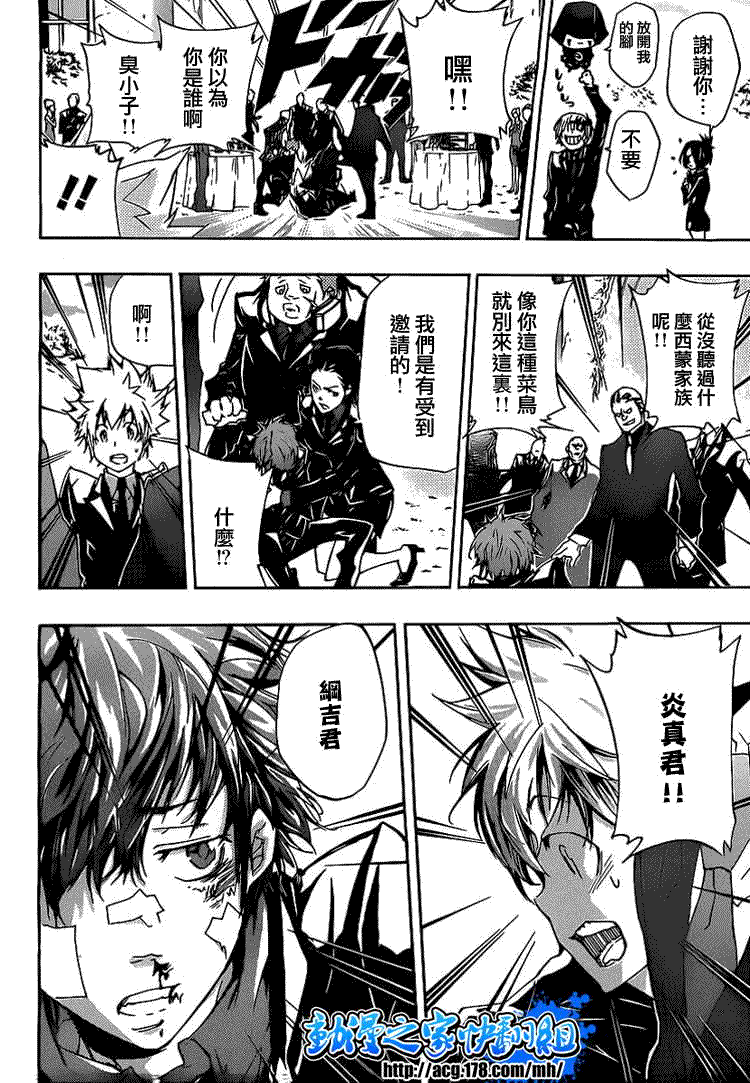 謝謝你…
放開我
的腳
不要
嘿!!
你以為
你是誰啊
臭小子!!
!!
從沒聽過什
麼西蒙家族
呢!!
像你這種菜鳥
就別來這裏
我們是有受到
邀請的！
什麼!?
啊!!
炎真君!!
綱吉君
動漫之家快翻組
http://acg.178.com/mh/